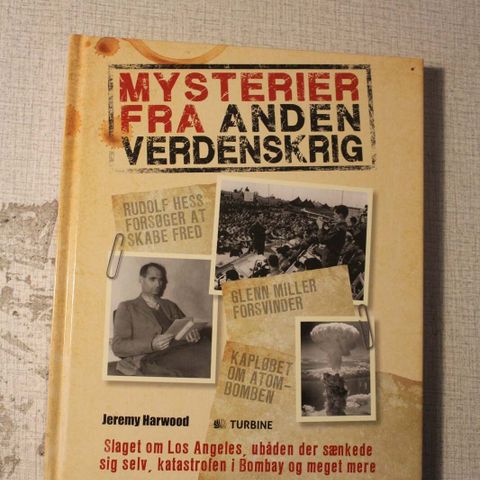 MYSTERIER
FRA ANDEN
VERDENSKRIG
RUDOLF HESS
FORSØGER AT
SKABE FRED
GLENN MILLER
FORSVINDER
KAPLØBET
OM ATOM-
BOMBEN
Jeremy Harwood
TURBINE
Slaget om Los Angeles, ubåden der sænkede
sig selv, katastrofen i Bombay og meget mere